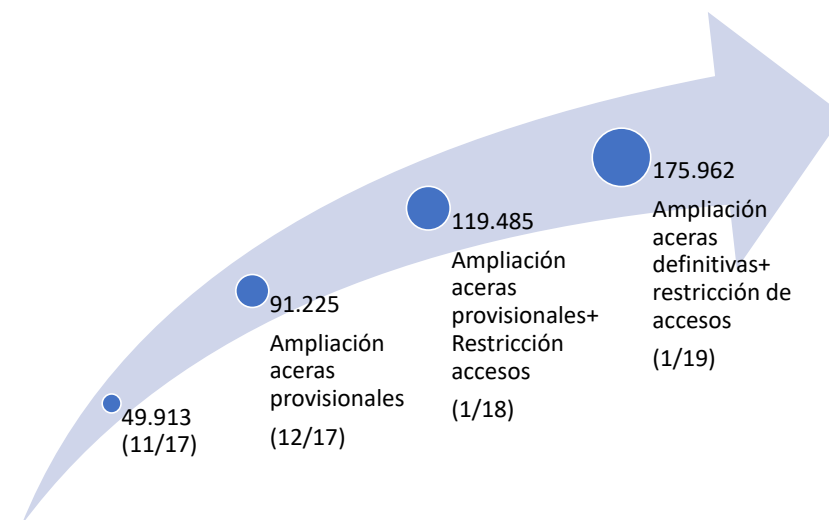 49.913
(11/17)
91.225
Ampliación
aceras
provisionales
(12/17)
119.485
Ampliación
aceras
provisionales+
Restricción
accesos
(1/18)
175.962
Ampliación
aceras
definitivas+
restricción de
accesos
(1/19)